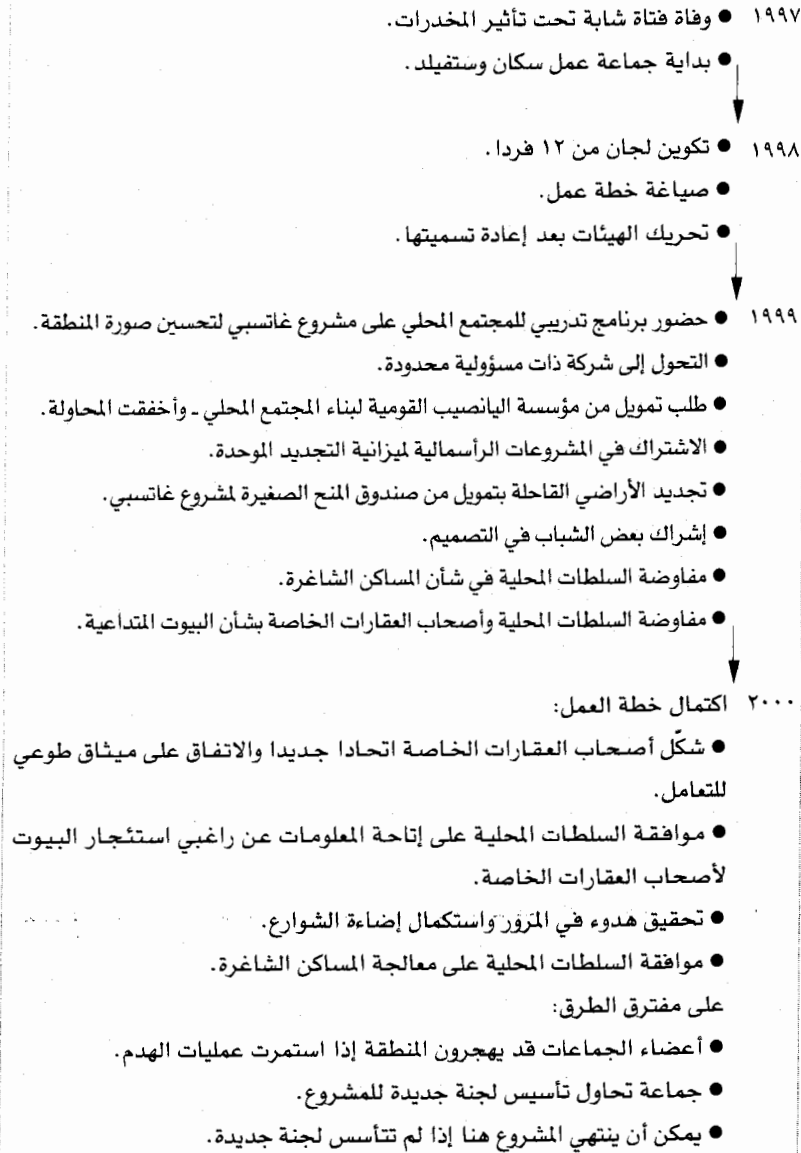 ١٩٩٧ ● وفاة فتاة شابة تحت تأثير المخدرات.
● بداية جماعة عمل سكان وستفيلد.
١٩٩٨ ● تكوين لجان من ١٢ فردا.
● صياغة خطة عمل.
● تحريك الهيئات بعد إعادة تسميتها.
١٩٩٩ ● حضور برنامج تدريبي للمجتمع المحلي على مشروع غاتسبي لتحسين صورة المنطقة.
● التحول إلى شركة ذات مسؤولية محدودة.
● طلب تمويل من مؤسسة اليانصيب القومية لبناء المجتمع المحلي ـ وأخفقت المحاولة.
● الاشتراك في المشروعات الرأسمالية لميزانية التجديد الموحدة.
● تجديد الأراضي القاحلة بتمويل من صندوق المنح الصغيرة لمشروع غاتسبي.
● إشراك بعض الشباب في التصميم.
● مفاوضة السلطات المحلية في شأن المساكن الشاغرة.
● مفاوضة السلطات المحلية وأصحاب العقارات الخاصة بشأن البيوت المتداعية.
٢٠٠٠ اكتمال خطة العمل:
● شكّل أصحاب العقارات الخاصة اتحادا جديدا والاتفاق على ميثاق طوعي
للتعامل.
● موافقة السلطات المحلية على إتاحة المعلومات عن راغبي استئجار البيوت
لأصحاب العقارات الخاصة.
● تحقيق هدوء في المرور واستكمال إضاءة الشوارع.
● موافقة السلطات المحلية على معالجة المساكن الشاغرة.
على مفترق الطرق:
● أعضاء الجماعات قد يهجرون المنطقة إذا استمرت عمليات الهدم.
● جماعة تحاول تأسيس لجنة جديدة للمشروع.
● يمكن أن ينتهي المشروع هنا إذا لم تتأسس لجنة جديدة.